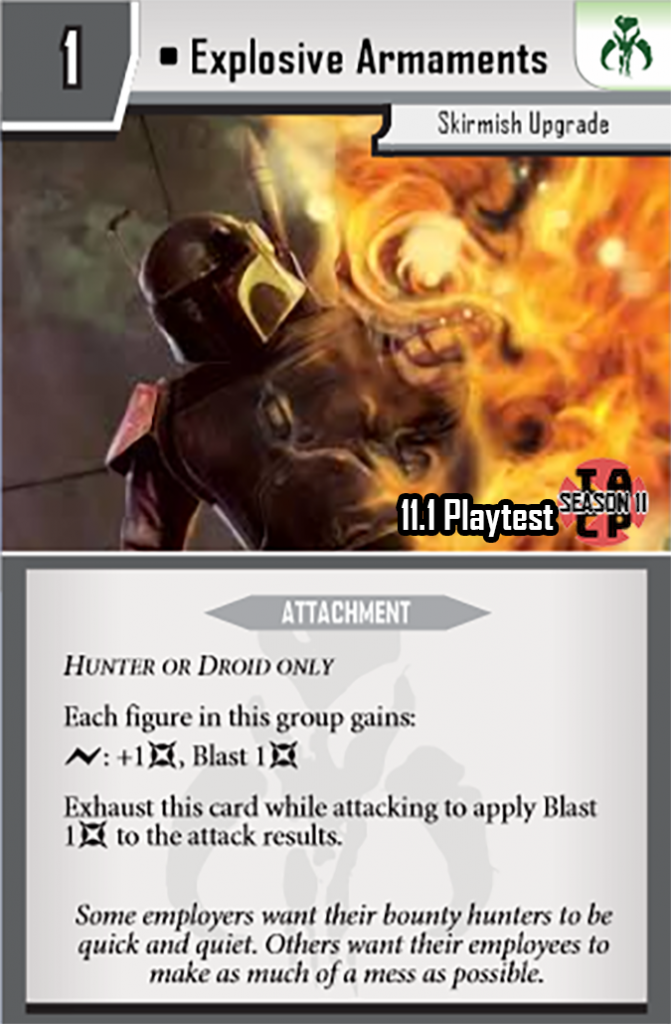 1
▪ Explosive Armaments
Skirmish Upgrade
11.1 Playtest
IA
SEASON 11
CP
ATTACHMENT
HUNTER OR DROID ONLY
Each figure in this group gains:
: +1, Blast 1
Exhaust this card while attacking to apply Blast
1 to the attack results.
Some employers want their bounty hunters to be
quick and quiet. Others want their employees to
make as much of a mess as possible.